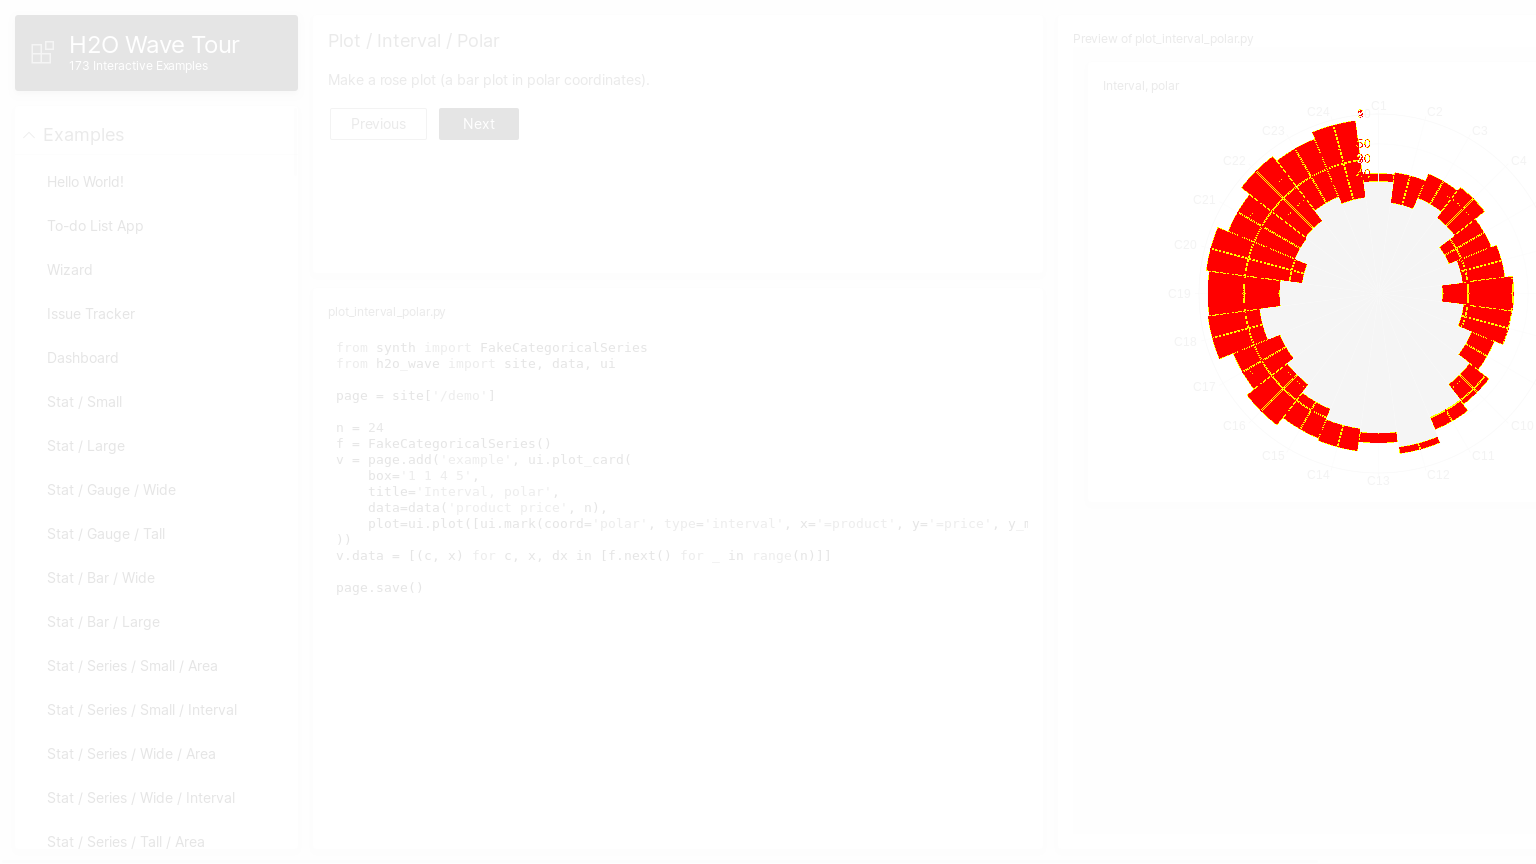 H2O Wave Tour
173 Interactive Examples
Examples
Hello World!
To-do List App
Wizard
Issue Tracker
Dashboard
Stat / Small
Stat / Large
Stat / Gauge / Wide
Stat / Gauge / Tall
Stat / Bar / Wide
Stat / Bar / Large
Stat / Series / Small / Area
Stat / Series / Small / Interval
Stat / Series / Wide / Area
Stat / Series / Wide / Interval
Stat / Series / Tall / Area
Plot / Interval / Polar
Make a rose plot (a bar plot in polar coordinates).
Previous Next
plot_interval_polar.py
from synth import FakeCategoricalSeries
from h2o_wave import site, data, ui
page = site['/demo']
n = 24
f = FakeCategoricalSeries()
v = page.add('example', ui.plot_card(
box='1 1 4 5',
title='Interval, polar',
data=data('product price', n),
plot=ui.plot([ui.mark(coord='polar', type='interval', x='=product', y='=price', y_m
))
v.data = [(c, x) for c, x, dx in [f.next() for _ in range(n)]]
page.save()
Preview of plot_interval_polar.py
Interval, polar
C1
C2
C3
C4
C10
C11
C12
C13
C14
C15
C16
C17
C18
C19
C20
C21
C22
C23
C24